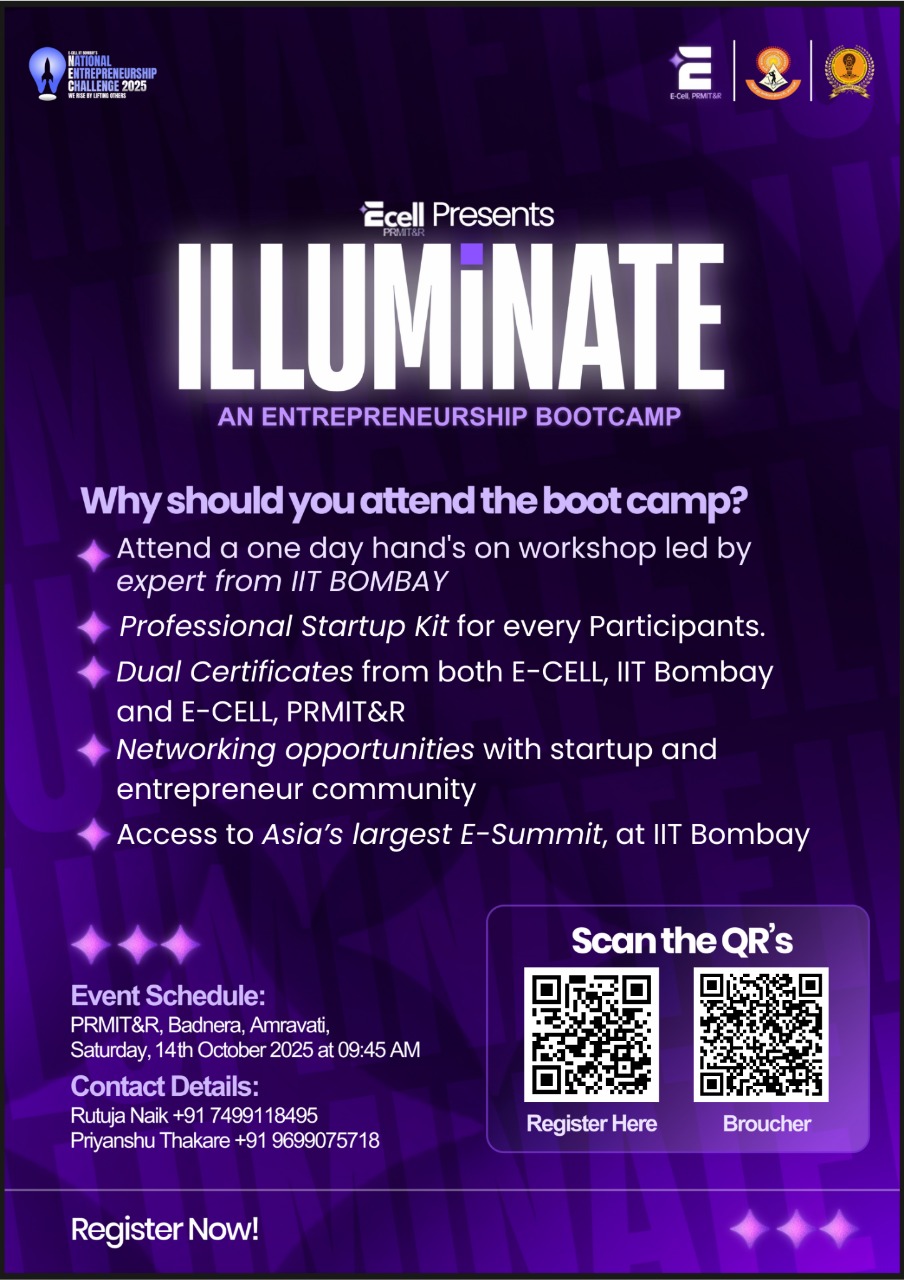 E-CELL IIT BOMBAY'S
NATIONAL
ENTREPRENEURSHIP
CHALLENGE 2025
WE RISE BY LIFTING OTHERS
E-Cell, PRMIT&R
Ecell Presents
PRMIT&R
ILLUMiNATE
AN ENTREPRENEURSHIP BOOTCAMP
Why should you attend the boot camp?
Attend a one day hand's on workshop led by
expert from IIT BOMBAY
Professional Startup Kit for every Participants.
Dual Certificates from both E-CELL, IIT Bombay
and E-CELL, PRMIT&R
Networking opportunities with startup and
entrepreneur community
Access to Asia’s largest E-Summit, at IIT Bombay
Event Schedule:
PRMIT&R, Badnera, Amravati,
Saturday, 14th October 2025 at 09:45 AM
Contact Details:
Rutuja Naik +91 7499118495
Priyanshu Thakare +91 9699075718
Scan the QR’s
Register Here
Broucher
Register Now!